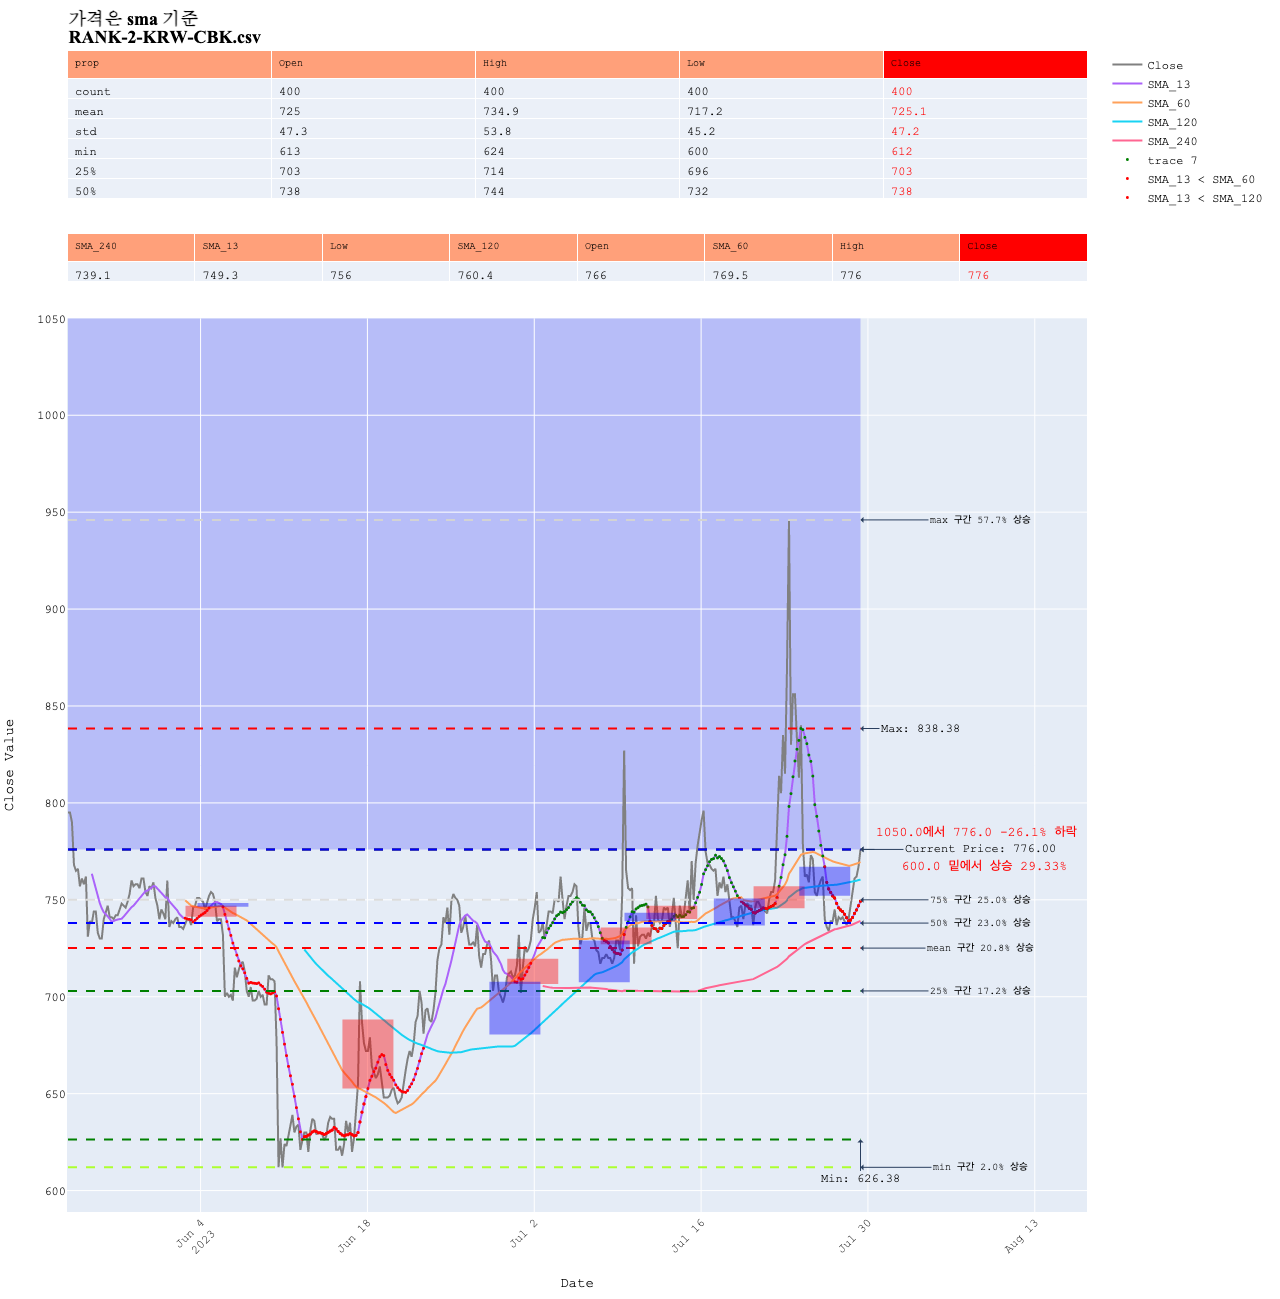 가격은 sma 기준
RANK-2-KRW-CBK.csv
prop Open High Low Close
count 400 400 400 400
mean 725 734.9 717.2 725.1
std 47.3 53.8 45.2 47.2
min 613 624 600 612
25% 703 714 696 703
50% 738 744 732 738
SMA_240 SMA_13 Low SMA_120 Open SMA_60 High Close
739.1 749.3 756 760.4 766 769.5 776 776
Close
SMA_13
SMA_60
SMA_120
SMA_240
trace 7
SMA_13 < SMA_60
SMA_13 < SMA_120
1050
1000
950
900
850
800
750
700
650
600
Close Value
max 구간 57.7% 상승
Max: 838.38
1050.0에서 776.0 -26.1% 하락
Current Price: 776.00
600.0 밑에서 상승 29.33%
75% 구간 25.0% 상승
50% 구간 23.0% 상승
mean 구간 20.8% 상승
25% 구간 17.2% 상승
min 구간 2.0% 상승
Min: 626.38
Jun 4
2023
Jun 18
Jul 2
Jul 16
Jul 30
Aug 13
Date